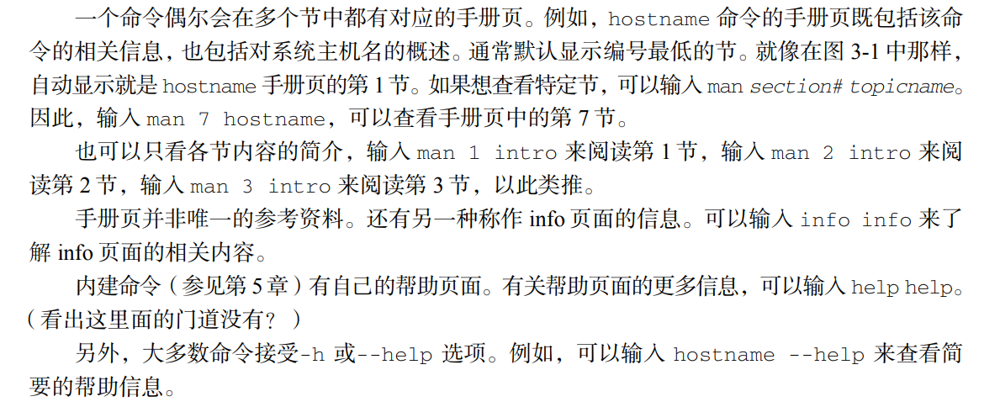 一个命令偶尔会在多个节中都有对应的手册页。例如，hostname 命令的手册页既包括该命
令的相关信息，也包括对系统主机名的概述。通常默认显示编号最低的节。就像在图 3-1 中那样，
自动显示就是 hostname 手册页的第 1 节。如果想查看特定节，可以输入 man section# topicname。
因此，输入 man 7 hostname，可以查看手册页中的第 7 节。
也可以只看各节内容的简介，输入 man 1 intro 来阅读第 1 节，输入 man 2 intro 来阅
读第 2 节，输入 man 3 intro 来阅读第 3 节，以此类推。
手册页并非唯一的参考资料。还有另一种称作 info 页面的信息。可以输入 info info 来了
解 info 页面的相关内容。
内建命令（参见第 5 章）有自己的帮助页面。有关帮助页面的更多信息，可以输入 help help。
（看出这里面的门道没有？）
另外，大多数命令接受-h 或--help 选项。例如，可以输入 hostname --help 来查看简
要的帮助信息。